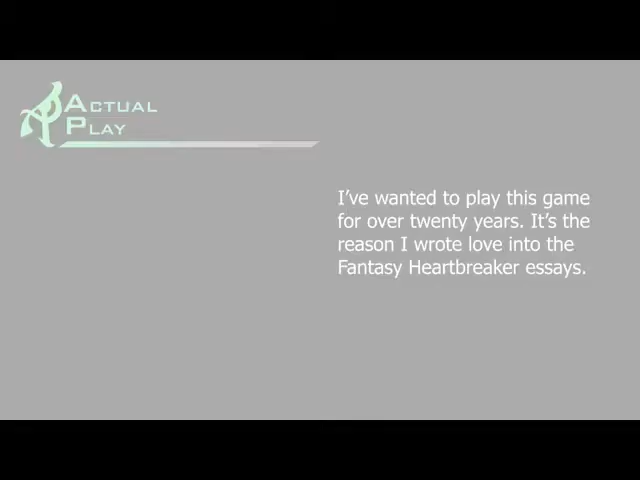 ACTUAL
PLAY
I've wanted to play this game
for over twenty years. It's the
reason I wrote love into the
Fantasy Heartbreaker essays.